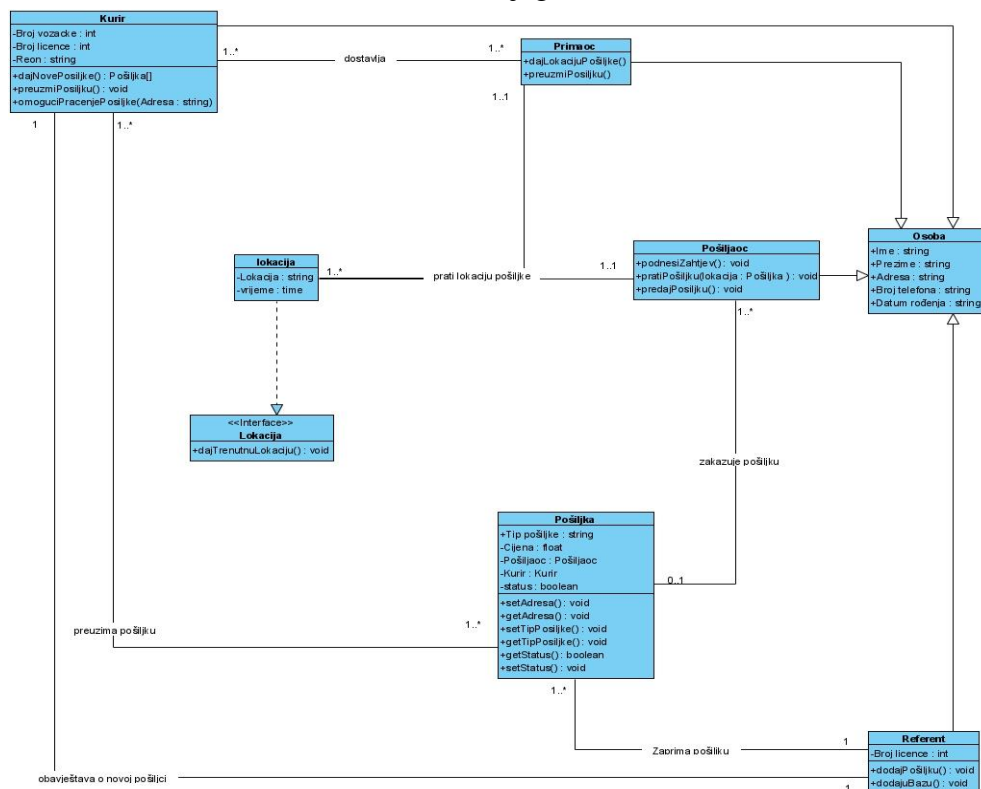 Kurir
-Broj vozacke : int
-Broj licence : int
-Reon : string
+dajNovePosiljke() : Pošiljka[]
+preuzmiPosiljku() : void
+omoguciPracenjePosiljke(Adresa : string)
1..*
dostavlja
1..*
Primaoc
+dajLokacijuPošiljke()
+preuzmiPosiljku()
1..1
1
1..*
Osoba
+Ime : string
+Prezime : string
+Adresa : string
+Broj telefona : string
+Datum rođenja : string
lokacija
-Lokacija : string
-vrijeme : time
1..*
prati lokaciju pošiljke
1..1
Pošiljaoc
+podnesiZahtjev() : void
+pratiPošiljku(lokacija : Pošiljka ) : void
+predajPosiljku() : void
1..*
<<Interface>>
Lokacija
+dajTrenutnuLokaciju() : void
zakazuje pošiljku
Pošiljka
+Tip pošiljke : string
-Cijena : float
-Pošiljaoc : Pošiljaoc
-Kurir : Kurir
-status : boolean
+setAdresa() : void
+getAdresa() : void
+setTipPosiljke() : void
+getTipPosiljke() : void
+getStatus() : boolean
+setStatus() : void
0..1
preuzima pošiljku
1..*
1..*
Zaprima pošiljku
1
Referent
-Broj licence : int
+dodajPošiljku() : void
+dodajuBazu() : void
obavještava o novoj pošiljci
1